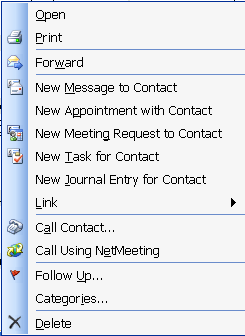 Open
Print
Forward
New Message to Contact
New Appointment with Contact
New Meeting Request to Contact
New Task for Contact
New Journal Entry for Contact
Link
Call Contact...
Call Using NetMeeting
Follow Up...
Categories...
Delete